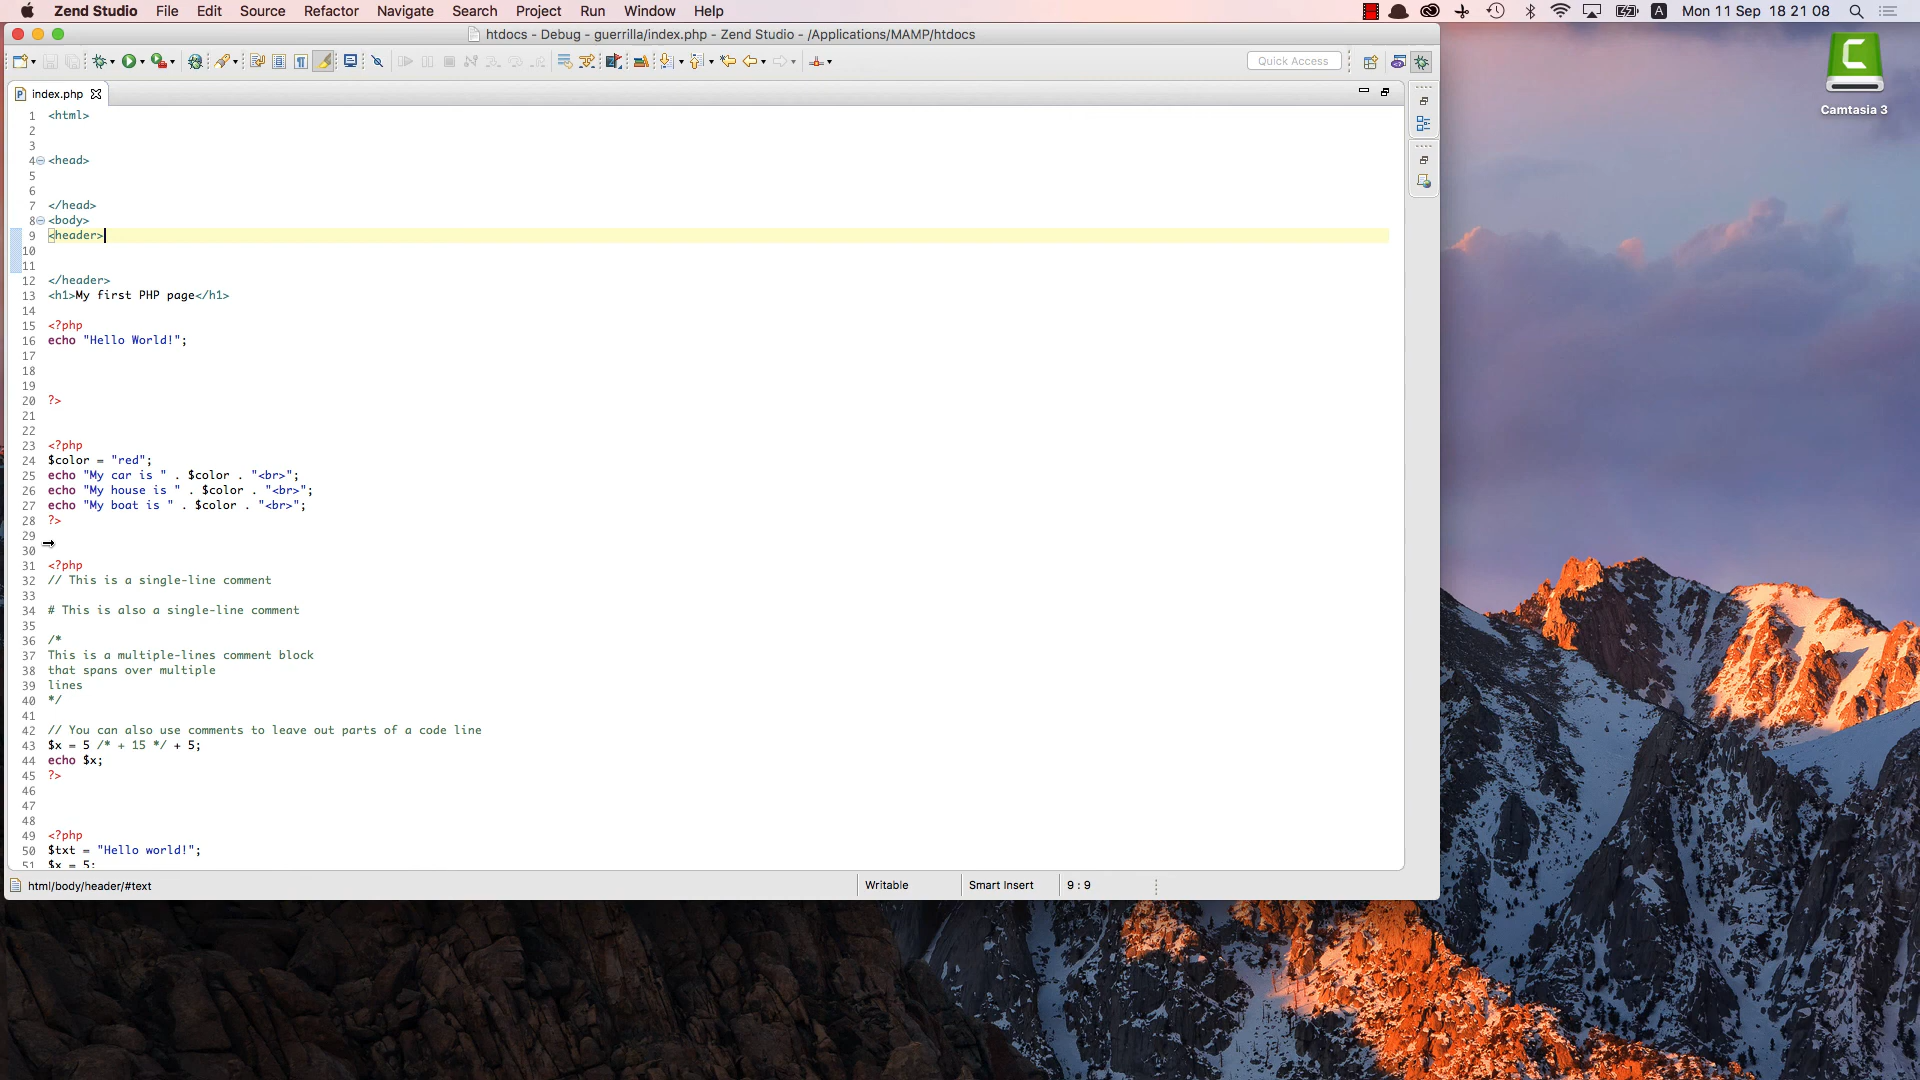 Zend Studio File Edit Source Refactor Navigate Search Project Run Window Help
A Mon 11 Sep 18 21 08
htdocs - Debug - guerrilla/index.php - Zend Studio - /Applications/MAMP/htdocs
Quick Access
index.php
1 <html>
2
3
4 <head>
5
6
7 </head>
8 <body>
9 <header>
10
11
12 </header>
13 <h1>My first PHP page</h1>
14
15 <?php
16 echo "Hello World!";
17
18
19
20 ?>
21
22
23 <?php
24 $color = "red";
25 echo "My car is " . $color . "<br>";
26 echo "My house is " . $color . "<br>";
27 echo "My boat is " . $color . "<br>";
28 ?>
29
30
31 <?php
32 // This is a single-line comment
33
34 # This is also a single-line comment
35
36 /*
37 This is a multiple-lines comment block
38 that spans over multiple
39 lines
40 */
41
42 // You can also use comments to leave out parts of a code line
43 $x = 5 /* + 15 */ + 5;
44 echo $x;
45 ?>
46
47
48
49 <?php
50 $txt = "Hello world!";
51 $x = 5;
html/body/header/#text
Writable
Smart Insert
9 : 9
C
Camtasia 3